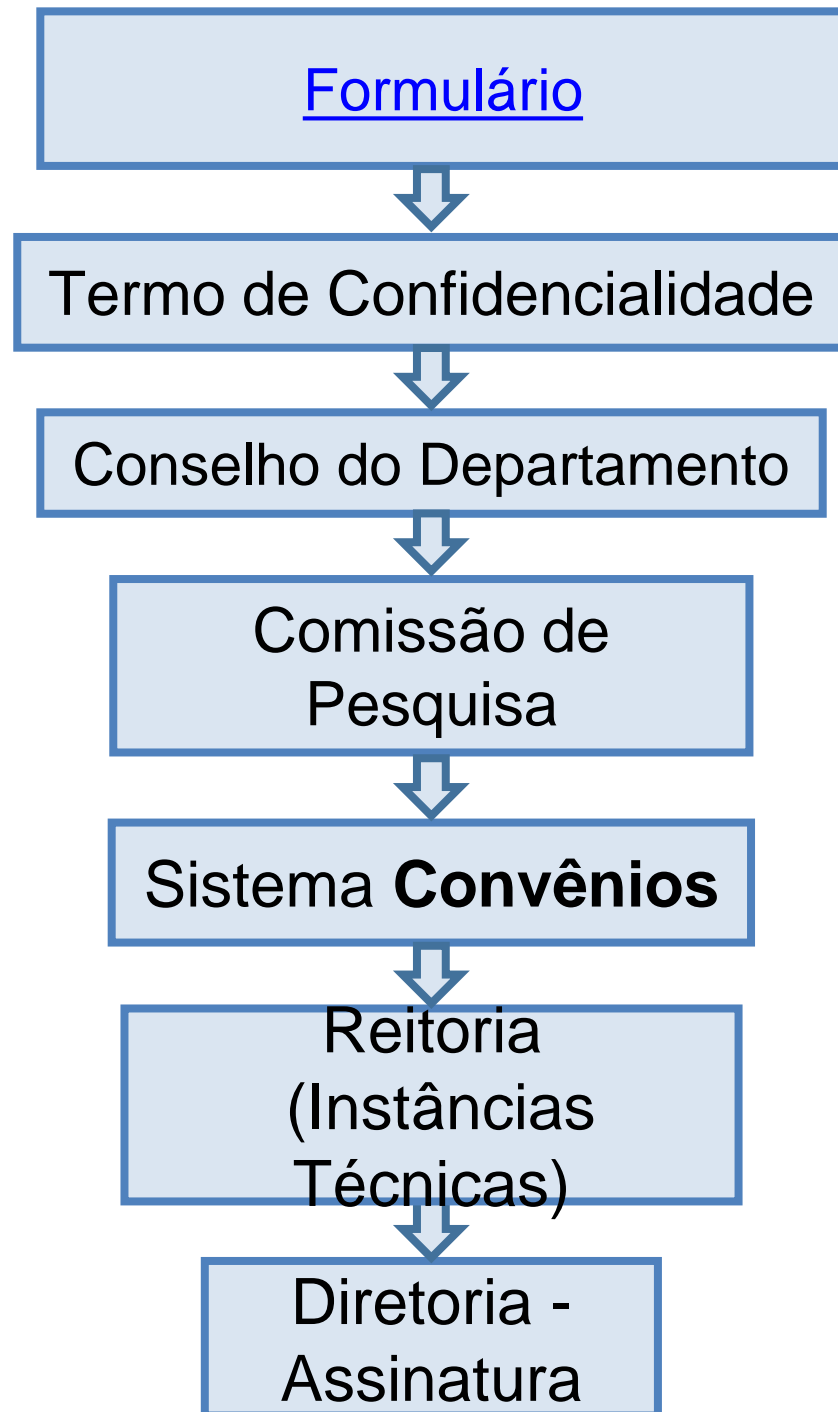 Formulário
Termo de Confidencialidade
Conselho do Departamento
Comissão de
Pesquisa
Sistema Convênios
Reitoria
(Instâncias
Técnicas)
Diretoria -
Assinatura